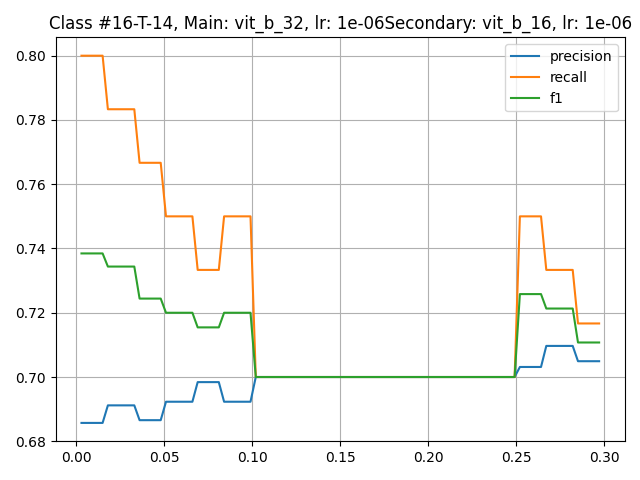 Class #16-T-14, Main: vit_b_32, lr: 1e-06Secondary: vit_b_16, lr: 1e-06
precision
recall
f1
0.80
0.78
0.76
0.74
0.72
0.70
0.68
0.00 0.05 0.10 0.15 0.20 0.25 0.30